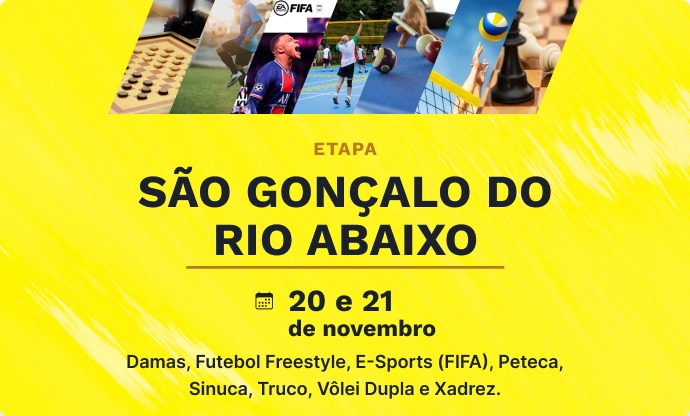 EA FIFA
ETAPA
SÃO GONÇALO DO
RIO ABAIXO
20 e 21
de novembro
Damas, Futebol Freestyle, E-Sports (FIFA), Peteca,
Sinuca, Truco, Vôlei Dupla e Xadrez.